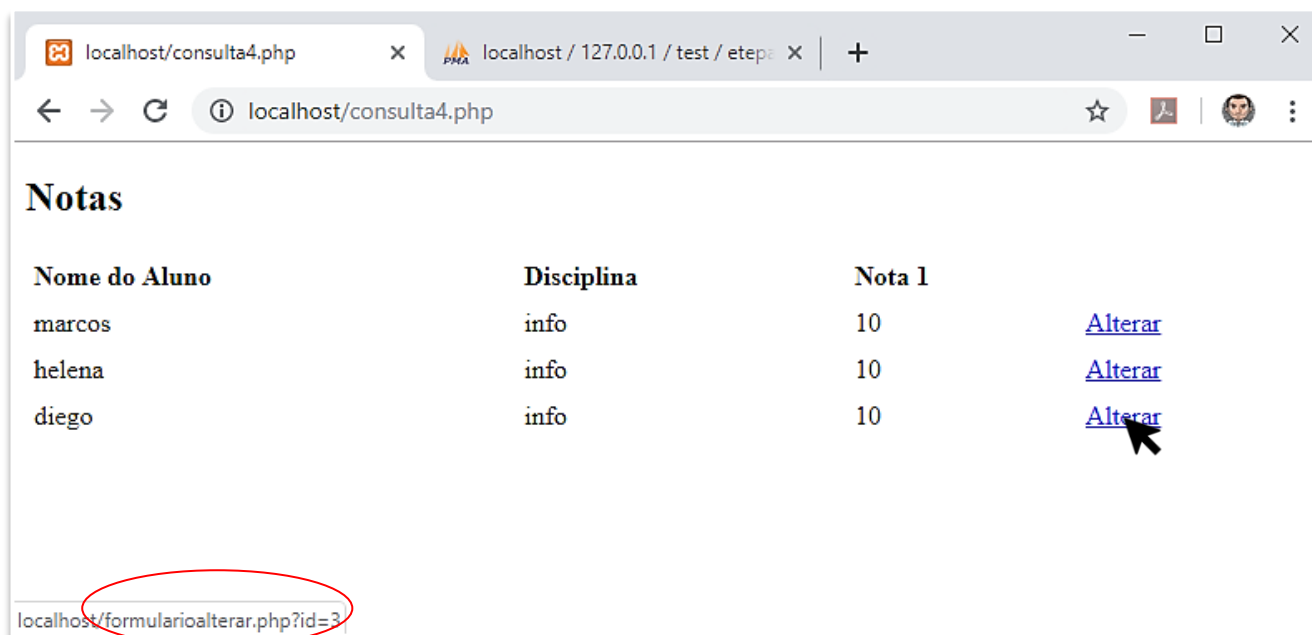 localhost/consulta4.php
localhost / 127.0.0.1 / test / etepa
PMA
localhost/consulta4.php
Notas
Nome do Aluno Disciplina Nota 1
marcos info 10 Alterar
helena info 10 Alterar
diego info 10 Alterar
localhost/formularioalterar.php?id=3